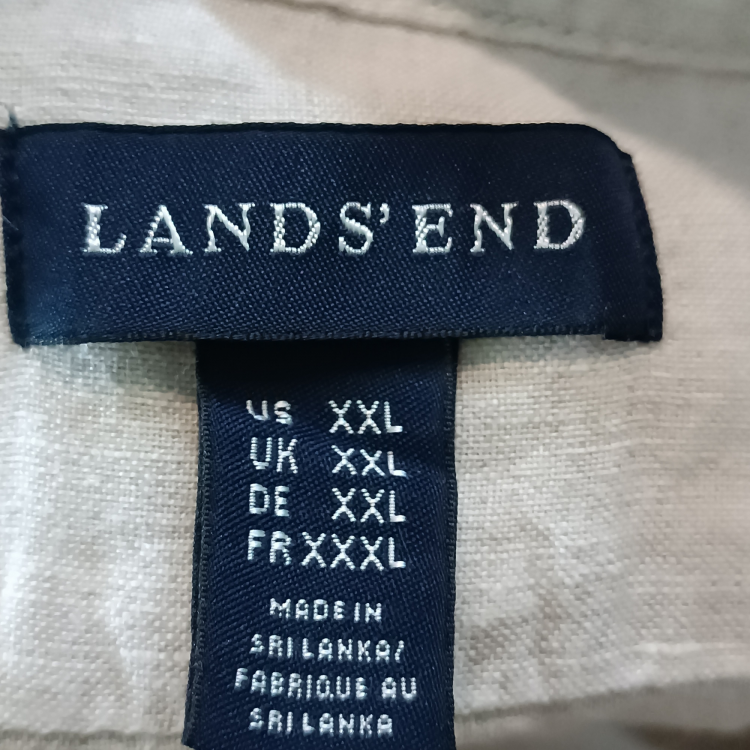 LANDS' END
US XXL
UK XXL
DE XXL
FR XXXL
MADE IN
SRI LANKA/
FABRIQUE AU
SRI LANKA